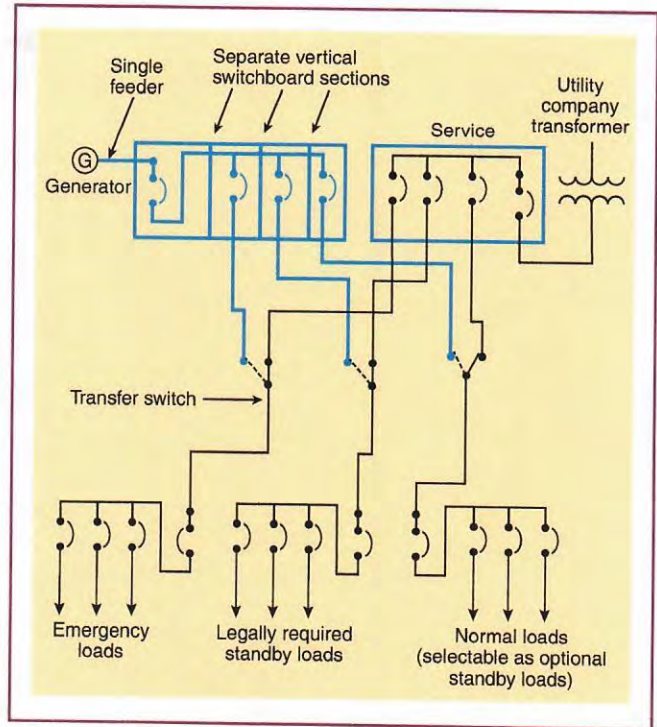 Single
feeder
Separate vertical
switchboard sections
Utility
company
transformer
Service
G
Generator
Transfer switch
Emergency
loads
Legally required
standby loads
Normal loads
(selectable as optional
standby loads)